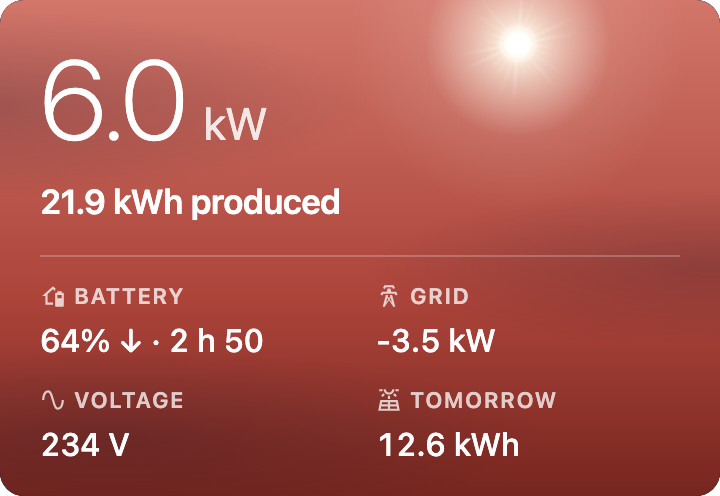 6.0 kW
21.9 kWh produced
BATTERY
64% ↓ · 2 h 50
GRID
-3.5 kW
VOLTAGE
234 V
TOMORROW
12.6 kWh